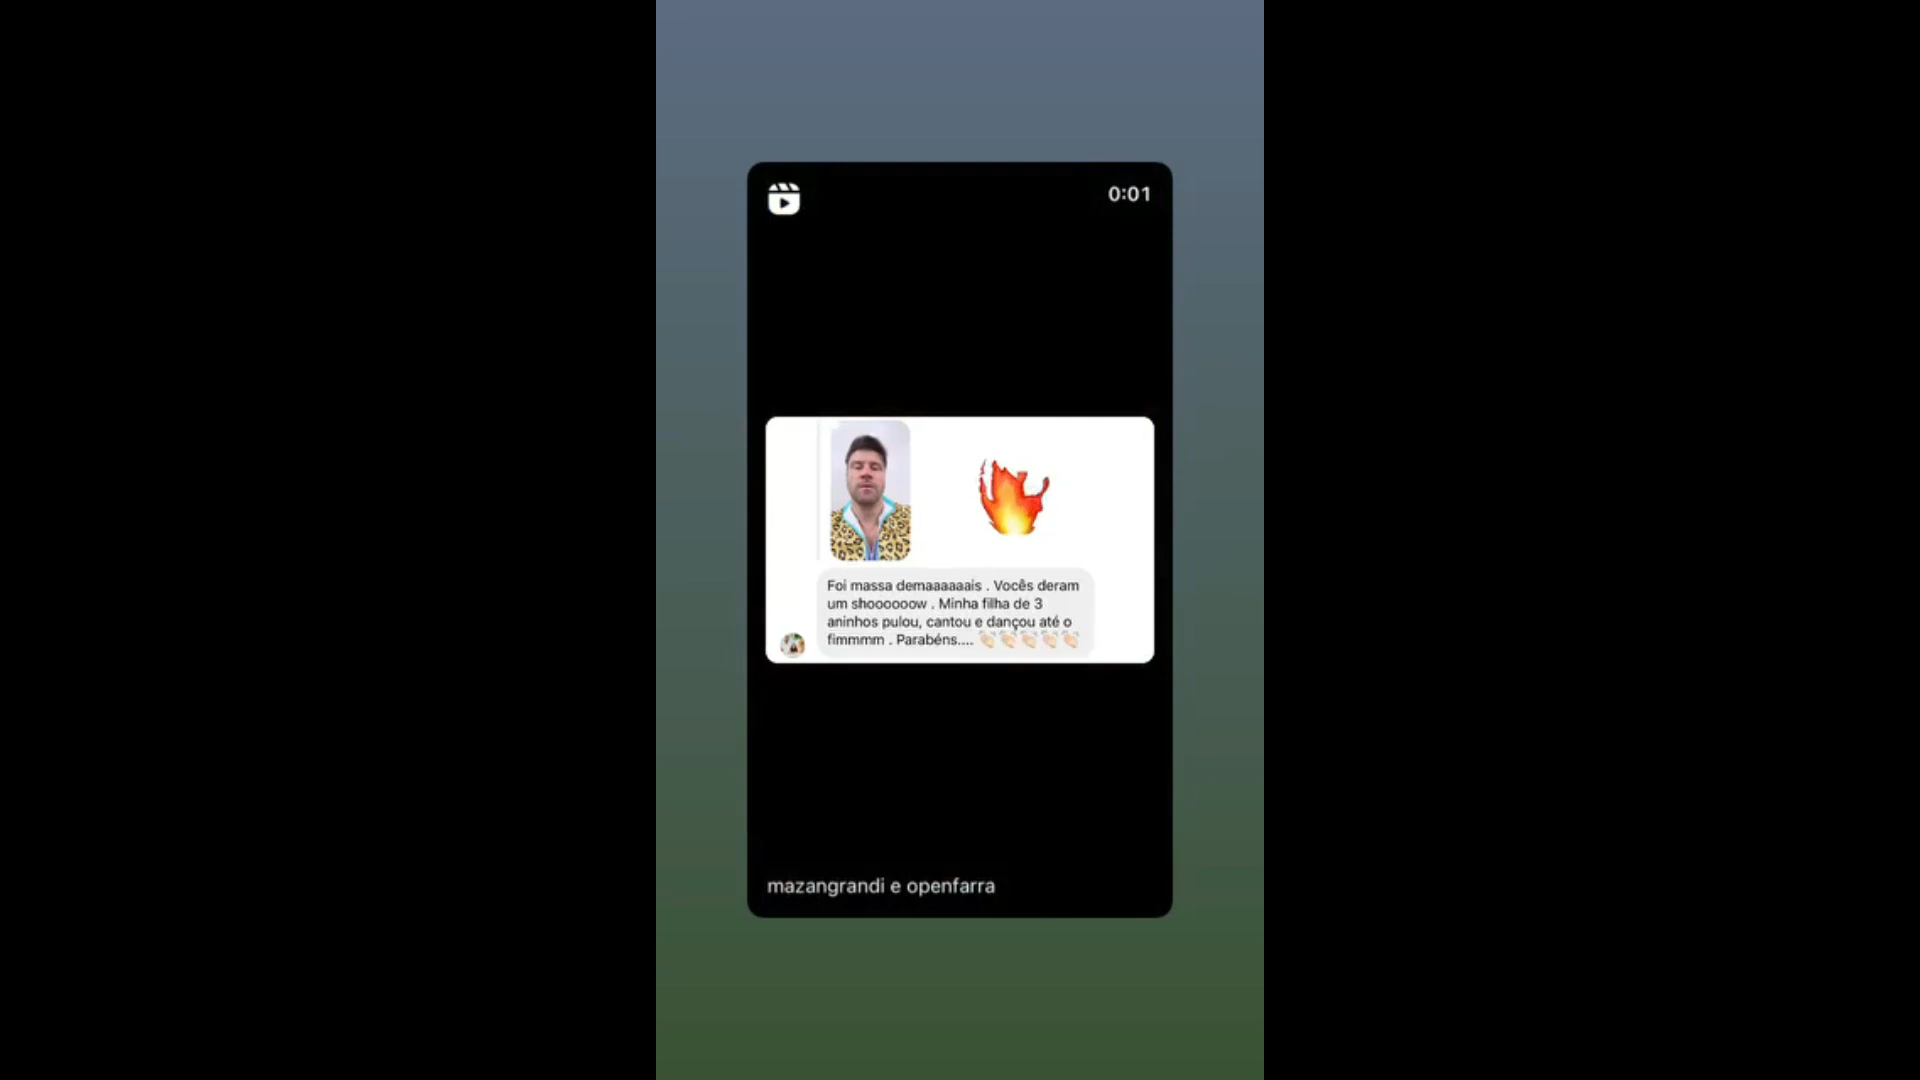 0:01
Foi massa demaaaaaais . Vocês deram
um shoooooow . Minha filha de 3
aninhos pulou, cantou e dançou até o
fimmmm . Parabéns.... 👏🏻👏🏻👏🏻👏🏻👏🏻
mazangrandi e openfarra